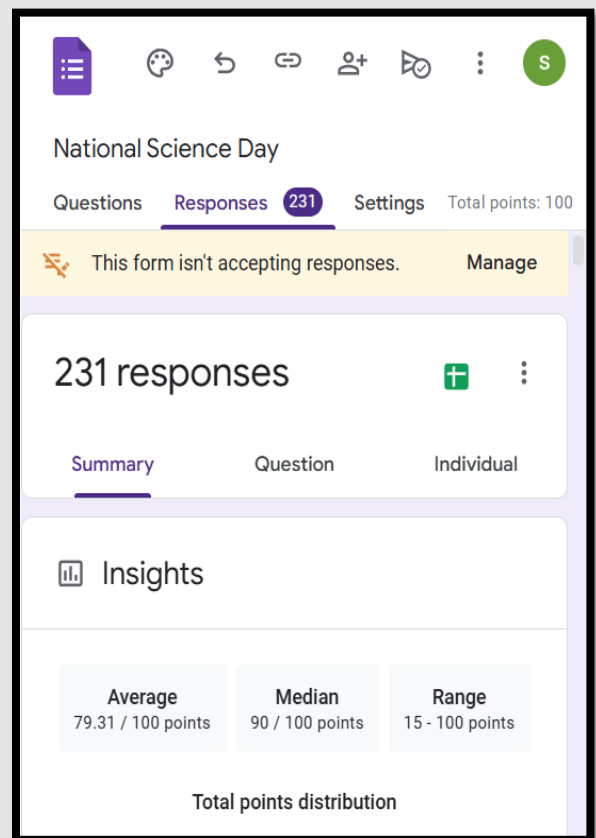 S
National Science Day
Questions Responses 231 Settings Total points: 100
This form isn't accepting responses. Manage
231 responses
Summary Question Individual
Insights
Average Median Range
79.31 / 100 points 90 / 100 points 15 - 100 points
Total points distribution